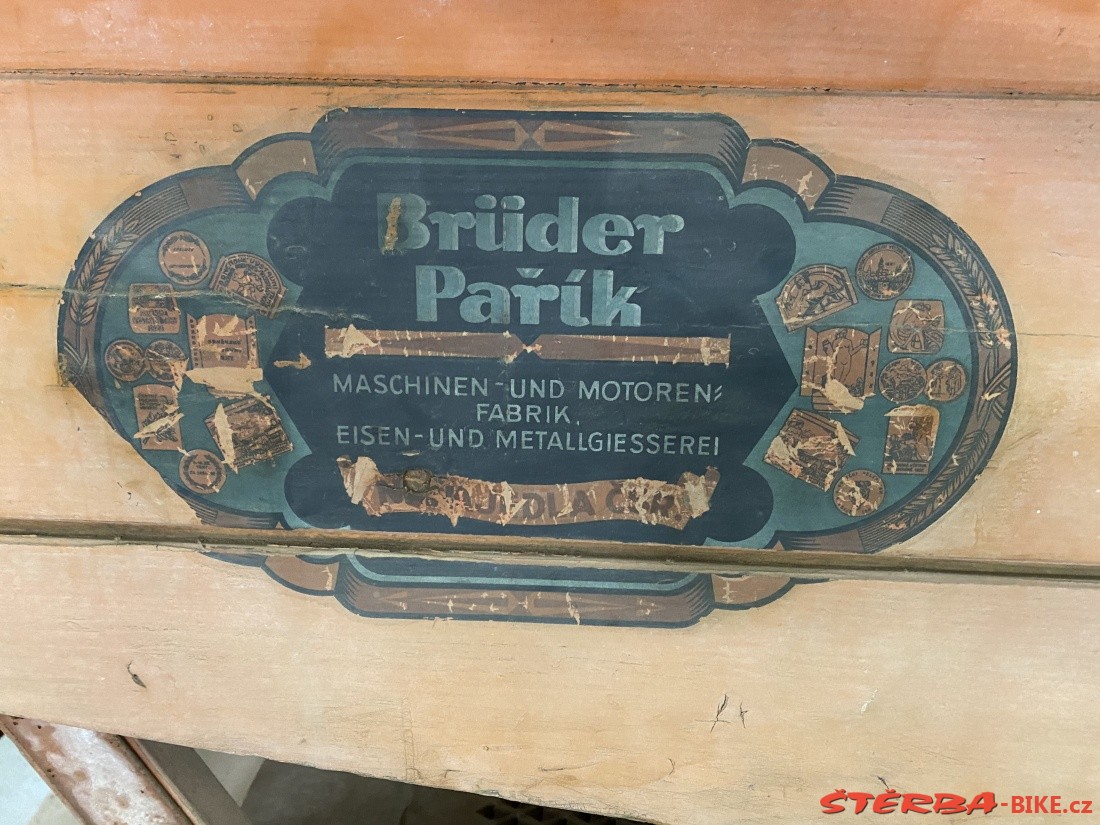 Brüder
Pařík
MASCHINEN-UND MOTOREN=
FABRIK.
EISEN-UND METALLGIESSEREI
ŠTĚRBA-BIKE.cz